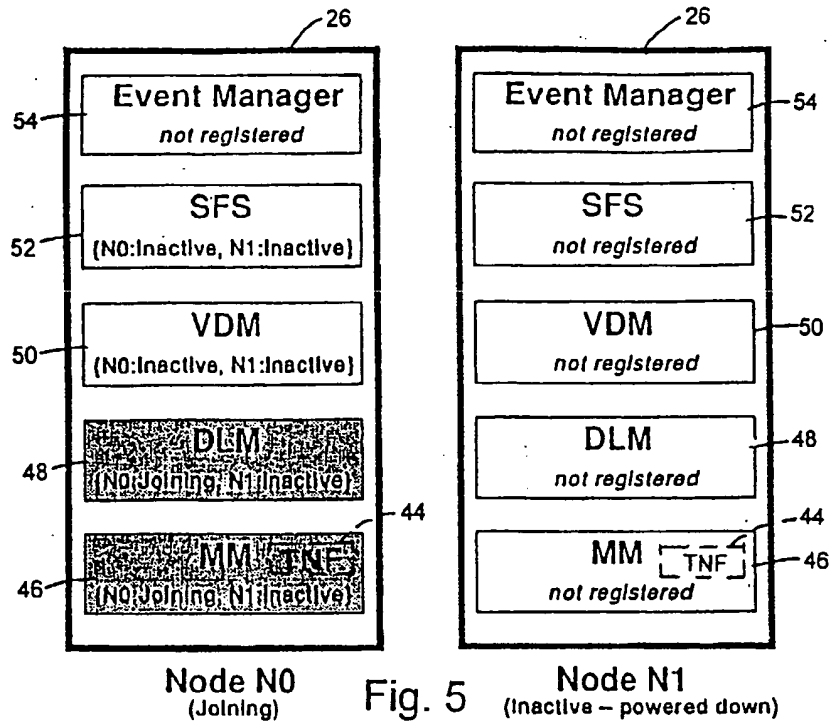 26
26
Event Manager
not registered
54
SFS
{N0:Inactive, N1:Inactive}
52
VDM
{N0:Inactive, N1:Inactive}
50
DLM
{N0:Joining, N1:Inactive}
48
44
MM TNF
{N0:Joining, N1:Inactive}
46
Node N0
(Joining)
Event Manager
not registered
54
SFS
not registered
52
VDM
not registered
50
DLM
not registered
48
44
MM TNF
not registered
46
Node N1
(Inactive – powered down)
Fig. 5